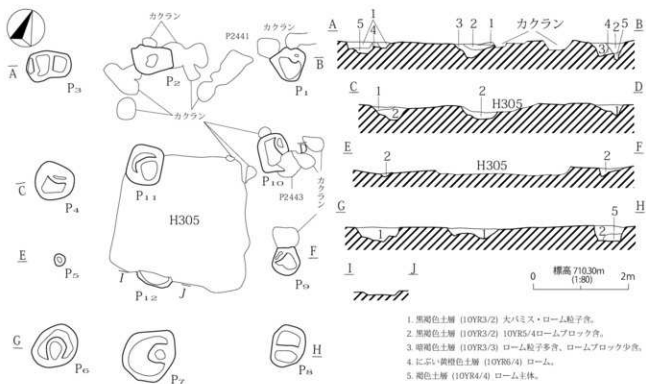 カクラン
P2441
A
P3
P2
P1
B
カクラン
P11
P10
D
P2443
カクラン
C
P4
H305
E
P5
F
P9
I
J
P12
G
P6
P7
P8
H
A
5
1
4
3
2
1
カクラン
4
2
5
3
B
C
1
2
2
H305
1
D
E
2
H305
2
F
G
1
1
5
2
H
I
J
標高 710.30m
0
(1:80)
2m
1. 黒褐色土層 (10YR3/2) 大パミス・ローム粒子含。
2. 黒褐色土層 (10YR3/2) 10YR5/4ロームブロック含。
3. 暗褐色土層 (10YR3/3) ローム粒子多含、ロームブロック少含。
4. にぶい黄橙色土層 (10YR6/4) ローム。
5. 褐色土層 (10YR4/4) ローム主体。